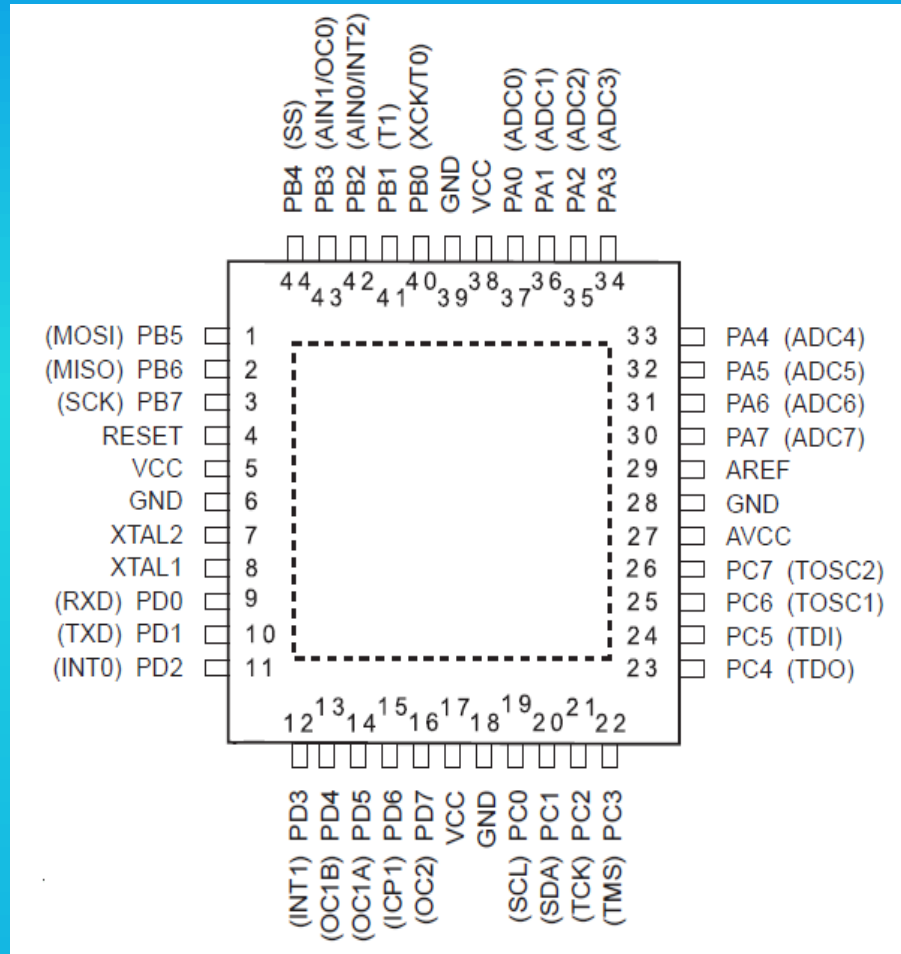 PB4 (SS)
PB3 (AIN1/OC0)
PB2 (AIN0/INT2)
PB1 (T1)
PB0 (XCK/T0)
GND
VCC
PA0 (ADC0)
PA1 (ADC1)
PA2 (ADC2)
PA3 (ADC3)
44 43 42 41 40 39 38 37 36 35 34
(MOSI) PB5 1
(MISO) PB6 2
(SCK) PB7 3
RESET 4
VCC 5
GND 6
XTAL2 7
XTAL1 8
(RXD) PD0 9
(TXD) PD1 10
(INT0) PD2 11
33 PA4 (ADC4)
32 PA5 (ADC5)
31 PA6 (ADC6)
30 PA7 (ADC7)
29 AREF
28 GND
27 AVCC
26 PC7 (TOSC2)
25 PC6 (TOSC1)
24 PC5 (TDI)
23 PC4 (TDO)
12 13 14 15 16 17 18 19 20 21 22
(INT1) PD3
(OC1B) PD4
(OC1A) PD5
(ICP1) PD6
(OC2) PD7
VCC
GND
(SCL) PC0
(SDA) PC1
(TCK) PC2
(TMS) PC3